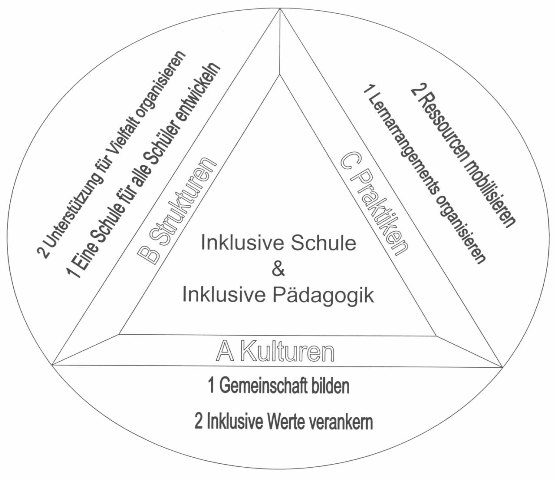 2 Unterstützung für Vielfalt organisieren
1 Eine Schule für alle Schüler entwickeln
B Strukturen
2 Ressourcen mobilisieren
1 Lernarrangements organisieren
C Praktiken
Inklusive Schule
&
Inklusive Pädagogik
A Kulturen
1 Gemeinschaft bilden
2 Inklusive Werte verankern